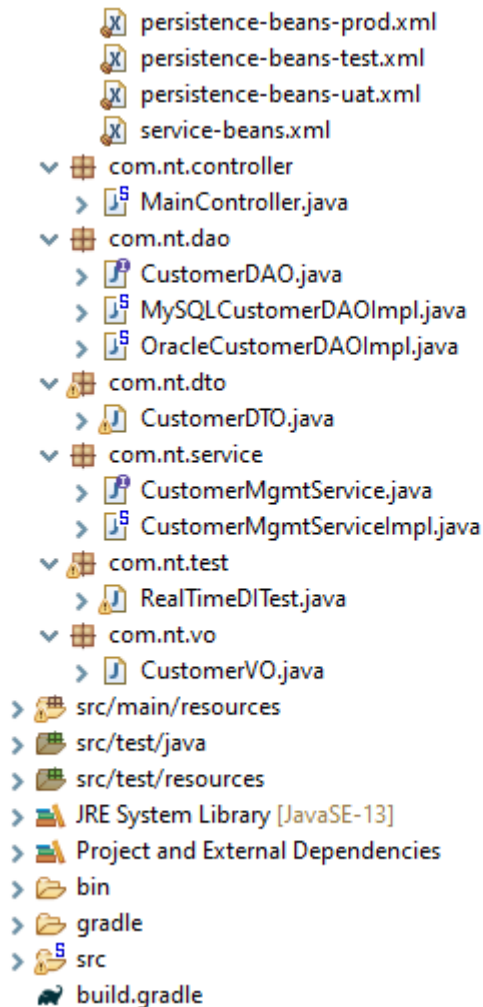 persistence-beans-prod.xml
persistence-beans-test.xml
persistence-beans-uat.xml
service-beans.xml
com.nt.controller
MainController.java
com.nt.dao
CustomerDAO.java
MySQLCustomerDAOImpl.java
OracleCustomerDAOImpl.java
com.nt.dto
CustomerDTO.java
com.nt.service
CustomerMgmtService.java
CustomerMgmtServiceImpl.java
com.nt.test
RealTimeDITest.java
com.nt.vo
CustomerVO.java
src/main/resources
src/test/java
src/test/resources
JRE System Library [JavaSE-13]
Project and External Dependencies
bin
gradle
src
build.gradle